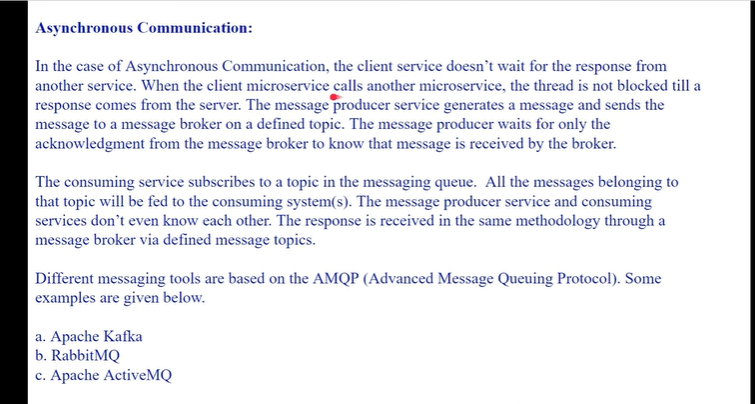 Asynchronous Communication:
In the case of Asynchronous Communication, the client service doesn't wait for the response from
another service. When the client microservice calls another microservice, the thread is not blocked till a
response comes from the server. The message producer service generates a message and sends the
message to a message broker on a defined topic. The message producer waits for only the
acknowledgment from the message broker to know that message is received by the broker.
The consuming service subscribes to a topic in the messaging queue.  All the messages belonging to
that topic will be fed to the consuming system(s). The message producer service and consuming
services don't even know each other. The response is received in the same methodology through a
message broker via defined message topics.
Different messaging tools are based on the AMQP (Advanced Message Queuing Protocol). Some
examples are given below.
a. Apache Kafka
b. RabbitMQ
c. Apache ActiveMQ